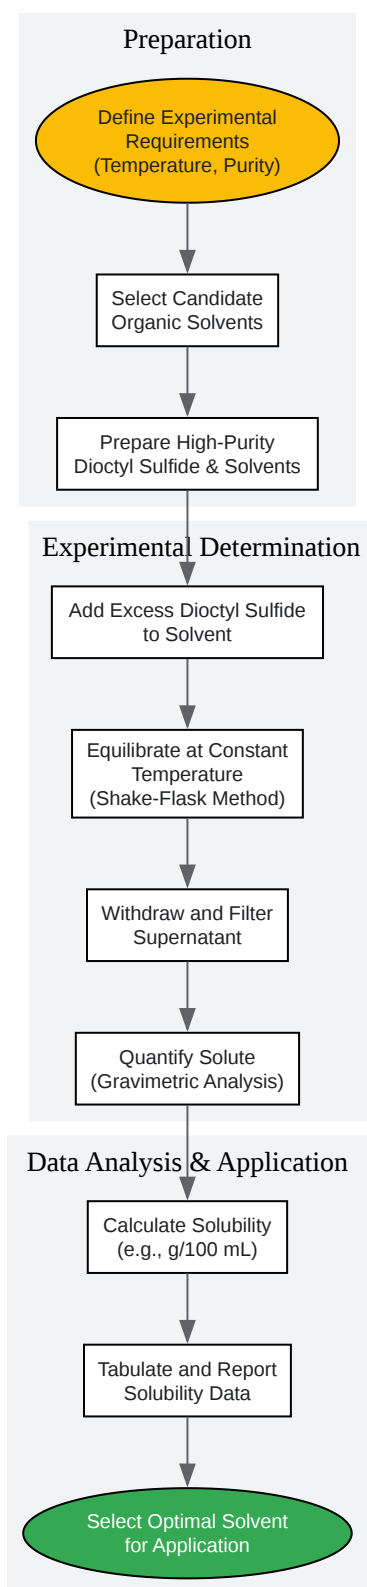 Preparation
Define Experimental
Requirements
(Temperature, Purity)
Select Candidate
Organic Solvents
Prepare High-Purity
Dioctyl Sulfide & Solvents
Experimental Determination
Add Excess Dioctyl Sulfide
to Solvent
Equilibrate at Constant
Temperature
(Shake-Flask Method)
Withdraw and Filter
Supernatant
Quantify Solute
(Gravimetric Analysis)
Data Analysis & Application
Calculate Solubility
(e.g., g/100 mL)
Tabulate and Report
Solubility Data
Select Optimal Solvent
for Application